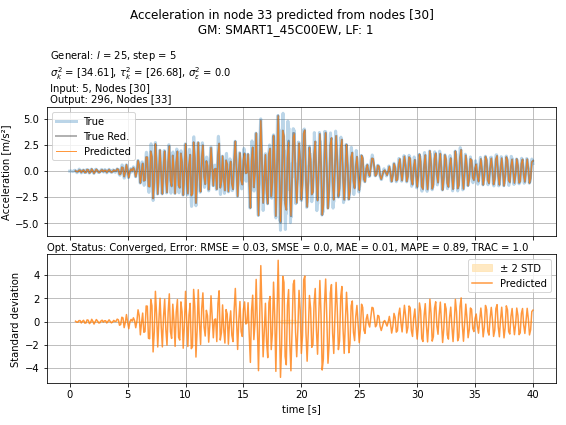 Acceleration in node 33 predicted from nodes [30]
GM: SMART1_45C00EW, LF: 1
General: l = 25, step = 5
σ²ₖ = [34.61], τ²ₖ = [26.68], σ²ε = 0.0
Input: 5, Nodes [30]
Output: 296, Nodes [33]
Acceleration [m/s²]
5.0
2.5
0.0
−2.5
−5.0
True
True Red.
Predicted
Opt. Status: Converged, Error: RMSE = 0.03, SMSE = 0.0, MAE = 0.01, MAPE = 0.89, TRAC = 1.0
Standard deviation
4
2
0
−2
−4
± 2 STD
Predicted
0 5 10 15 20 25 30 35 40
time [s]